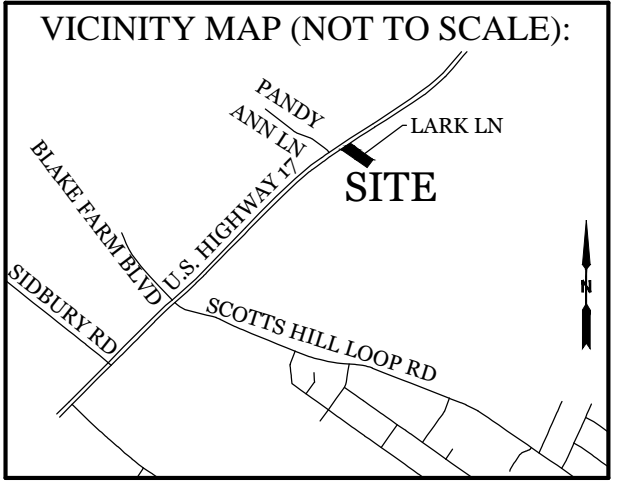 VICINITY MAP (NOT TO SCALE):
PANDY
ANN LN
LARK LN
SITE
U.S. HIGHWAY 17
BLAKE FARM BLVD
SIDBURY RD
SCOTTS HILL LOOP RD
N